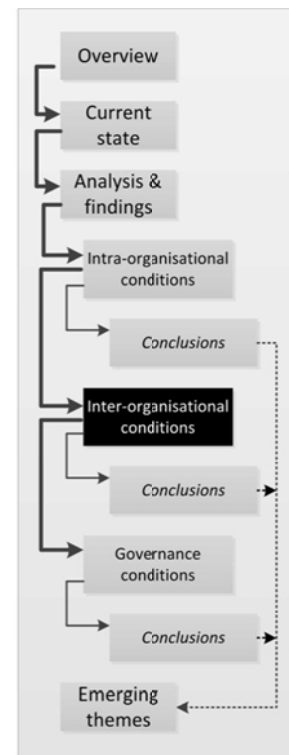 Overview
Current
state
Analysis &
findings
Intra-organisational
conditions
Conclusions
Inter-organisational
conditions
Conclusions
Governance
conditions
Conclusions
Emerging
themes